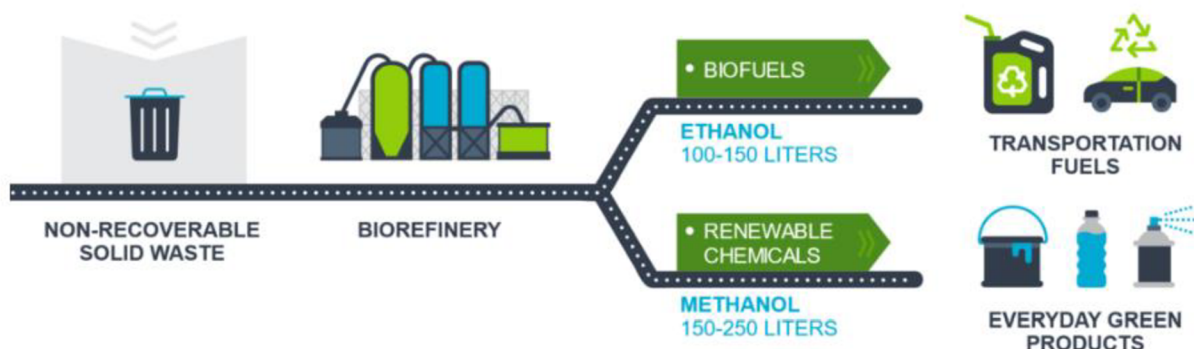 NON-RECOVERABLE
SOLID WASTE
BIOREFINERY
• BIOFUELS
ETHANOL
100-150 LITERS
• RENEWABLE
CHEMICALS
METHANOL
150-250 LITERS
TRANSPORTATION
FUELS
EVERYDAY GREEN
PRODUCTS